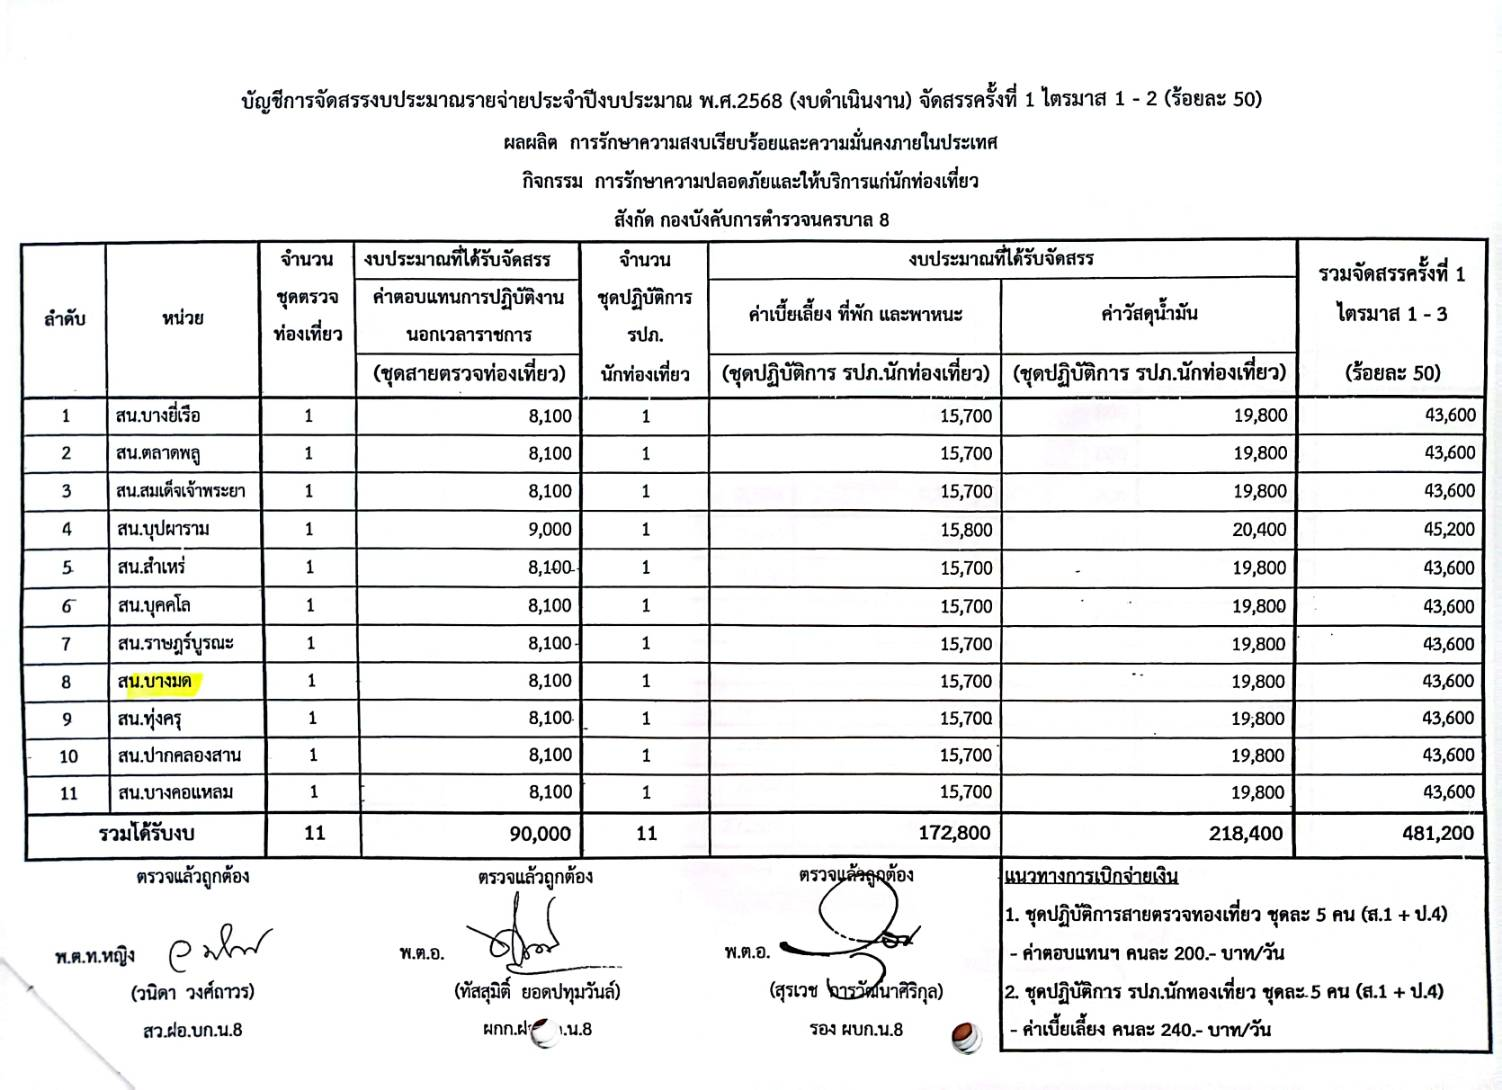 บัญชีการจัดสรรงบประมาณรายจ่ายประจำปีงบประมาณ พ.ศ.2568 (งบดำเนินงาน) จัดสรรครั้งที่ 1 ไตรมาส 1 - 2 (ร้อยละ 50)
ผลผลิต การรักษาความสงบเรียบร้อยและความมั่นคงภายในประเทศ
กิจกรรม การรักษาความปลอดภัยและให้บริการแก่นักท่องเที่ยว
สังกัด กองบังคับการตำรวจนครบาล 8
ลำดับ หน่วย จำนวน ชุดตรวจ ท่องเที่ยว งบประมาณที่ได้รับจัดสรร จำนวน ชุดปฏิบัติการ รปภ. นักท่องเที่ยว งบประมาณที่ได้รับจัดสรร รวมจัดสรรครั้งที่ 1 ไตรมาส 1 - 3 (ร้อยละ 50)
ค่าตอบแทนการปฏิบัติงาน นอกเวลาราชการ ค่าเบี้ยเลี้ยง ที่พัก และพาหนะ ค่าวัสดุน้ำมัน
(ชุดสายตรวจท่องเที่ยว) (ชุดปฏิบัติการ รปภ.นักท่องเที่ยว) (ชุดปฏิบัติการ รปภ.นักท่องเที่ยว)
1 สน.บางยี่เรือ 1 8,100 1 15,700 19,800 43,600
2 สน.ตลาดพลู 1 8,100 1 15,700 19,800 43,600
3 สน.สมเด็จเจ้าพระยา 1 8,100 1 15,700 19,800 43,600
4 สน.บุปผาราม 1 9,000 1 15,800 20,400 45,200
5 สน.สำเหร่ 1 8,100 1 15,700 19,800 43,600
6 สน.บุคคโล 1 8,100 1 15,700 19,800 43,600
7 สน.ราษฎร์บูรณะ 1 8,100 1 15,700 19,800 43,600
8 สน.บางมด 1 8,100 1 15,700 19,800 43,600
9 สน.ทุ่งครุ 1 8,100 1 15,700 19,800 43,600
10 สน.ปากคลองสาน 1 8,100 1 15,700 19,800 43,600
11 สน.บางคอแหลม 1 8,100 1 15,700 19,800 43,600
รวมได้รับงบ 11 90,000 11 172,800 218,400 481,200
ตรวจแล้วถูกต้อง ตรวจแล้วถูกต้อง ตรวจแล้วถูกต้อง
พ.ต.ท.หญิง พ.ต.อ. พ.ต.อ.
(วนิดา วงศ์ถาวร) (ทัสสุมิติ์ ยอดปทุมวันล์) (สุรเวช
สว.ฝอ.บก.น.8 ผกก.ฝ .น.8 รอง ผบก.น.8
แนวทางการเบิกจ่ายเงิน
1. ชุดปฏิบัติการสายตรวจทองเที่ยว ชุดละ 5 คน (ส.1 + ป.4)
- ค่าตอบแทนฯ คนละ 200.- บาท/วัน
2. ชุดปฏิบัติการ รปภ.นักทองเที่ยว ชุดละ 5 คน (ส.1 + ป.4)
- ค่าเบี้ยเลี้ยง คนละ 240.- บาท/วัน